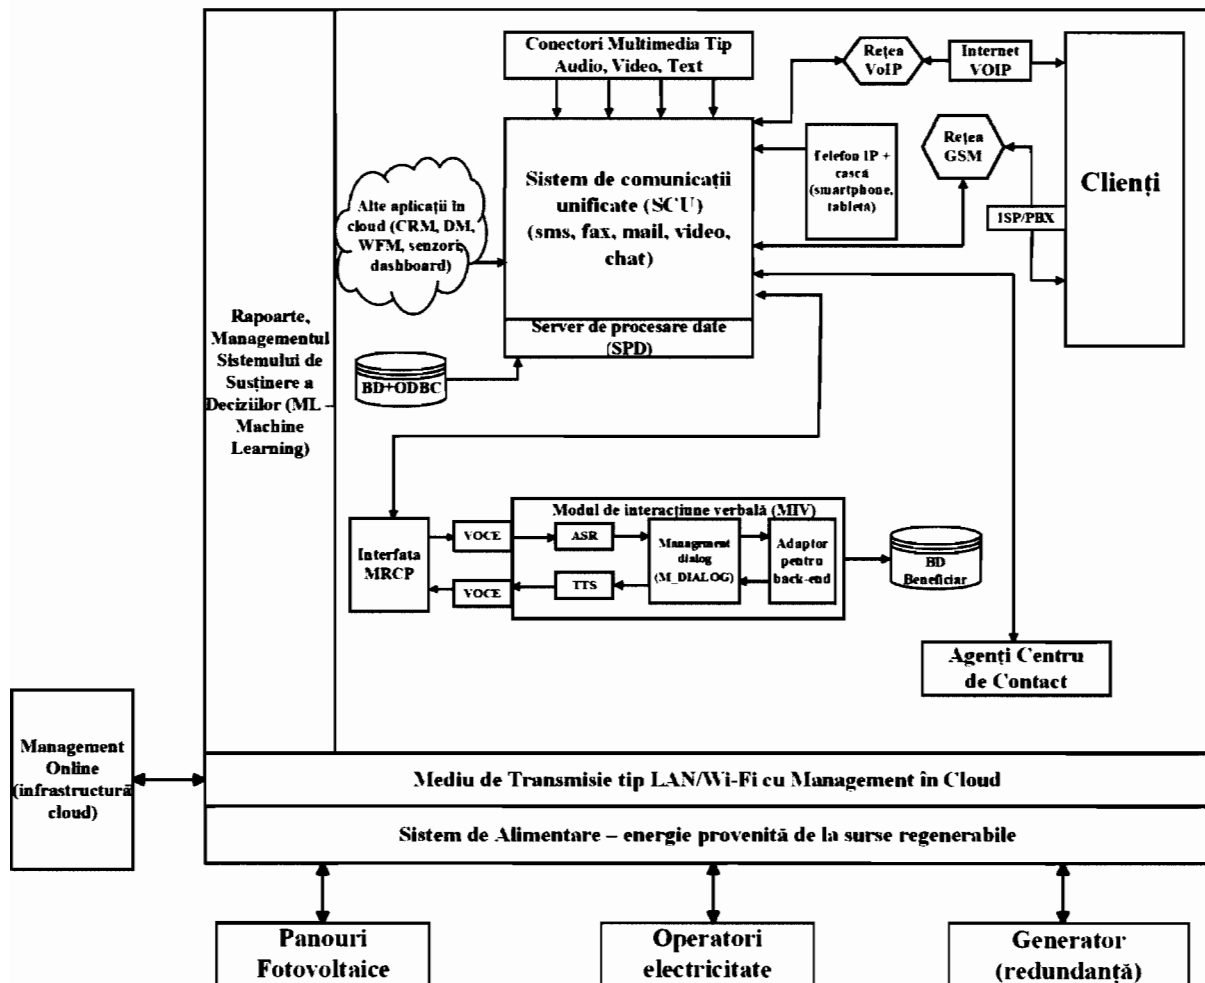 Conectori Multimedia Tip
Audio, Video, Text
Rețea
VoIP
Internet
VOIP
Clienți
Rețea
GSM
Telefon IP +
cască
(smartphone,
tabletă)
ISP/PBX
Sistem de comunicații
unificate (SCU)
(sms, fax, mail, video,
chat)
Alte aplicații în
cloud (CRM, DM,
WFM, senzori,
dashboard)
Server de procesare date
(SPD)
BD+ODBC
Rapoarte,
Managementul
Sistemului de
Susținere a
Deciziilor (ML –
Machine
Learning)
Modul de interacțiune verbală (MIV)
Interfata
MRCP
VOCE
ASR
Management
dialog
(M_DIALOG)
Adaptor
pentru
back-end
BD
Beneficiar
VOCE
TTS
Agenți Centru
de Contact
Management
Online
(infrastructură
cloud)
Mediu de Transmisie tip LAN/Wi-Fi cu Management în Cloud
Sistem de Alimentare – energie provenită de la surse regenerabile
Panouri
Fotovoltaice
Operatori
electricitate
Generator
(redundanță)